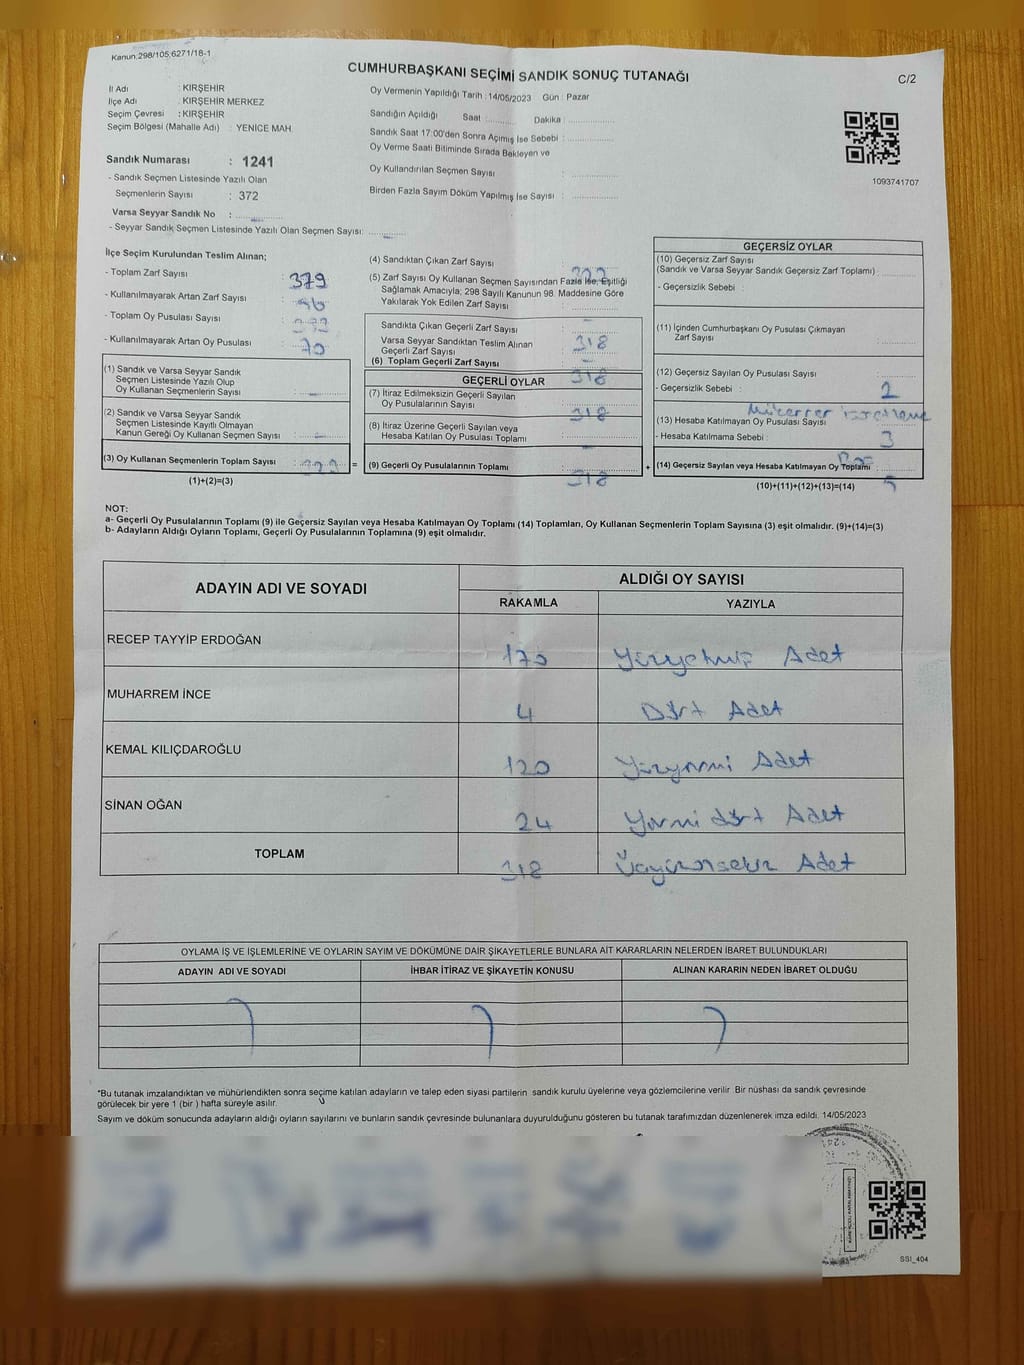 Kanun:298/105,6271/18-1
CUMHURBAŞKANI SEÇİMİ SANDIK SONUÇ TUTANAĞI
C/2
İl Adı : KIRŞEHİR
İlçe Adı : KIRŞEHİR MERKEZ
Seçim Çevresi : KIRŞEHİR
Seçim Bölgesi (Mahalle Adı) : YENİCE MAH.
Oy Vermenin Yapıldığı Tarih : 14/05/2023 Gün : Pazar
Sandığın Açıldığı Saat : Dakika :
Sandık Saat 17:00'den Sonra Açımış İse Sebebi :
Oy Verme Saati Bitiminde Sırada Bekleyen ve
Oy Kullandırılan Seçmen Sayısı :
Birden Fazla Sayım Döküm Yapılmış İse Sayısı :
1093741707
Sandık Numarası : 1241
- Sandık Seçmen Listesinde Yazılı Olan
Seçmenlerin Sayısı : 372
Varsa Seyyar Sandık No :
- Seyyar Sandık Seçmen Listesinde Yazılı Olan Seçmen Sayısı:
İlçe Seçim Kurulundan Teslim Alınan;
- Toplam Zarf Sayısı : 379
- Kullanılmayarak Artan Zarf Sayısı :
- Toplam Oy Pusulası Sayısı :
- Kullanılmayarak Artan Oy Pusulası : 70
(1) Sandık ve Varsa Seyyar Sandık
Seçmen Listesinde Yazılı Olup
Oy Kullanan Seçmenlerin Sayısı :
(2) Sandık ve Varsa Seyyar Sandık
Seçmen Listesinde Kayıtlı Olmayan
Kanun Gereği Oy Kullanan Seçmen Sayısı :
(3) Oy Kullanan Seçmenlerin Toplam Sayısı : 323 =
(1)+(2)=(3)
(4) Sandıktan Çıkan Zarf Sayısı : 323
(5) Zarf Sayısı Oy Kullanan Seçmen Sayısından Fazla İse, Eşitliği
Sağlamak Amacıyla; 298 Sayılı Kanunun 98. Maddesine Göre
Yakılarak Yok Edilen Zarf Sayısı :
Sandıkta Çıkan Geçerli Zarf Sayısı :
Varsa Seyyar Sandıktan Teslim Alınan
Geçerli Zarf Sayısı : 318
(6) Toplam Geçerli Zarf Sayısı :
GEÇERLİ OYLAR 318
(7) İtiraz Edilmeksizin Geçerli Sayılan
Oy Pusulalarının Sayısı : 318
(8) İtiraz Üzerine Geçerli Sayılan veya
Hesaba Katılan Oy Pusulası Toplamı :
(9) Geçerli Oy Pusulalarının Toplamı : 318 +
GEÇERSİZ OYLAR
(10) Geçersiz Zarf Sayısı
(Sandık ve Varsa Seyyar Sandık Geçersiz Zarf Toplamı) :
- Geçersizlik Sebebi :
(11) İçinden Cumhurbaşkanı Oy Pusulası Çıkmayan
Zarf Sayısı :
(12) Geçersiz Sayılan Oy Pusulası Sayısı :
- Geçersizlik Sebebi : 2
(13) Hesaba Katılmayan Oy Pusulası Sayısı :
- Hesaba Katılmama Sebebi : 3
(14) Geçersiz Sayılan veya Hesaba Katılmayan Oy Toplamı : 5
(10)+(11)+(12)+(13)=(14)
NOT:
a- Geçerli Oy Pusulalarının Toplamı (9) ile Geçersiz Sayılan veya Hesaba Katılmayan Oy Toplamı (14) Toplamları, Oy Kullanan Seçmenlerin Toplam Sayısına (3) eşit olmalıdır. (9)+(14)=(3)
b- Adayların Aldığı Oyların Toplamı, Geçerli Oy Pusulalarının Toplamına (9) eşit olmalıdır.
ADAYIN ADI VE SOYADI
ALDIĞI OY SAYISI
RAKAMLA YAZIYLA
RECEP TAYYİP ERDOĞAN 170 Yüzyetmiş Adet
MUHARREM İNCE 4 Dört Adet
KEMAL KILIÇDAROĞLU 120 Yüzyirmi Adet
SİNAN OĞAN 24 Yirmi dört Adet
TOPLAM 318 Üçyüzonsekiz Adet
OYLAMA İŞ VE İŞLEMLERİNE VE OYLARIN SAYIM VE DÖKÜMÜNE DAİR ŞİKAYETLERLE BUNLARA AİT KARARLARIN NELERDEN İBARET BULUNDUKLARI
ADAYIN ADI VE SOYADI İHBAR İTİRAZ VE ŞİKAYETİN KONUSU ALINAN KARARIN NEDEN İBARET OLDUĞU
*Bu tutanak imzalandıktan ve mühürlendikten sonra seçime katılan adayların ve talep eden siyasi partilerin sandık kurulu üyelerine veya gözlemcilerine verilir Bir nüshası da sandık çevresinde
görülecek bir yere 1 (bir ) hafta süreyle asılır.
Sayım ve döküm sonucunda adayların aldığı oyların sayılarını ve bunların sandık çevresinde bulunanlara duyurulduğunu gösteren bu tutanak tarafımızdan düzenlenerek imza edildi. 14/05/2023
1241
SSI_404